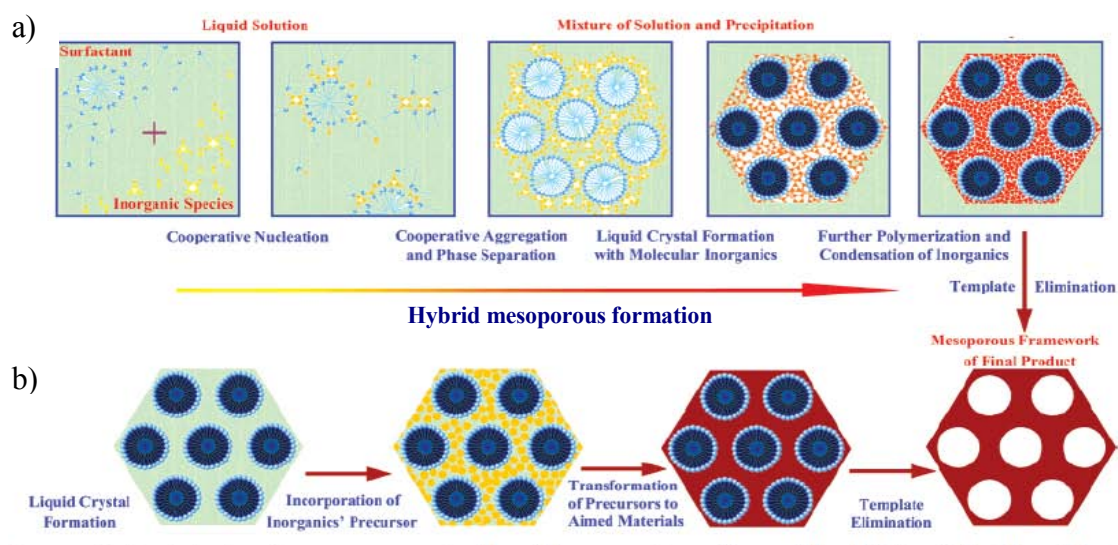 a)
Liquid Solution
Mixture of Solution and Precipitation
Surfactant
Inorganic Species
Cooperative Nucleation
Cooperative Aggregation
and Phase Separation
Liquid Crystal Formation
with Molecular Inorganics
Further Polymerization and
Condensation of Inorganics
Template Elimination
Hybrid mesoporous formation
Mesoporous Framework
of Final Product
b)
Liquid Crystal
Formation
Incorporation of
Inorganics' Precursor
Transformation
of Precursors to
Aimed Materials
Template
Elimination